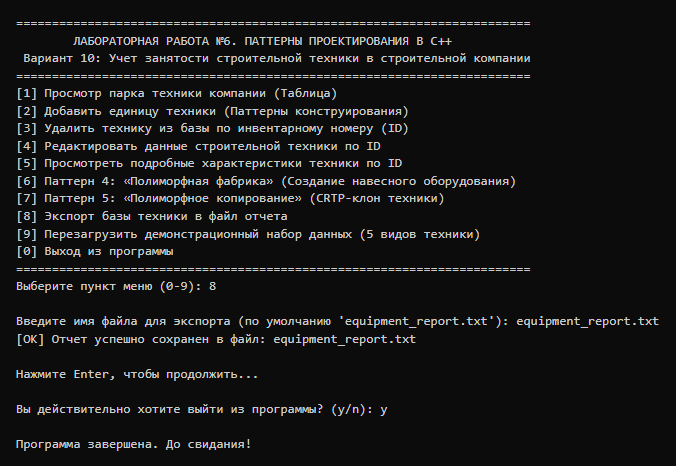 ======================================================================
ЛАБОРАТОРНАЯ РАБОТА №6. ПАТТЕРНЫ ПРОЕКТИРОВАНИЯ В C++
Вариант 10: Учет занятости строительной техники в строительной компании
======================================================================
[1] Просмотр парка техники компании (Таблица)
[2] Добавить единицу техники (Паттерны конструирования)
[3] Удалить технику из базы по инвентарному номеру (ID)
[4] Редактировать данные строительной техники по ID
[5] Просмотреть подробные характеристики техники по ID
[6] Паттерн 4: «Полиморфная фабрика» (Создание навесного оборудования)
[7] Паттерн 5: «Полиморфное копирование» (CRTP-клон техники)
[8] Экспорт базы техники в файл отчета
[9] Перезагрузить демонстрационный набор данных (5 видов техники)
[0] Выход из программы
======================================================================
Выберите пункт меню (0-9): 8
Введите имя файла для экспорта (по умолчанию 'equipment_report.txt'): equipment_report.txt
[OK] Отчет успешно сохранен в файл: equipment_report.txt
Нажмите Enter, чтобы продолжить...
Вы действительно хотите выйти из программы? (y/n): y
Программа завершена. До свидания!